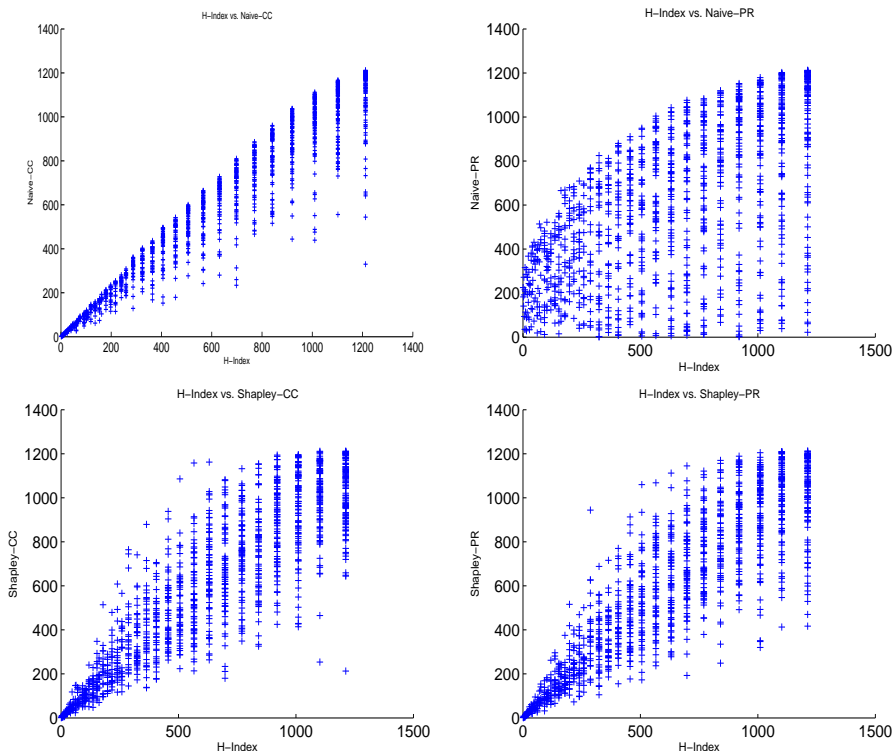 H-Index vs. Naive-CC
1400
1200
1000
800
600
400
200
0
0 200 400 600 800 1000 1200 1400
Naive-CC
H-Index
H-Index vs. Naive-PR
1400
1200
1000
800
600
400
200
0
0 500 1000 1500
Naive-PR
H-Index
H-Index vs. Shapley-CC
1400
1200
1000
800
600
400
200
0
0 500 1000 1500
Shapley-CC
H-Index
H-Index vs. Shapley-PR
1400
1200
1000
800
600
400
200
0
0 500 1000 1500
Shapley-PR
H-Index